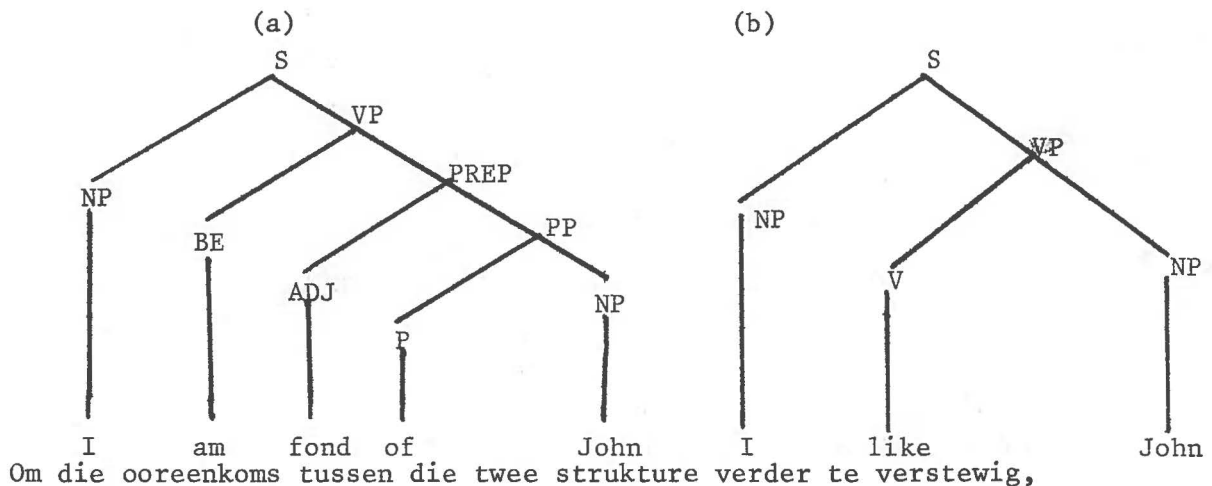 (a) (b)
S S
VP
VP
PREP
NP
NP PP
BE
ADJ V NP
NP
P
I am fond of John I like John
Om die ooreenkoms tussen die twee strukture verder te verstewig,